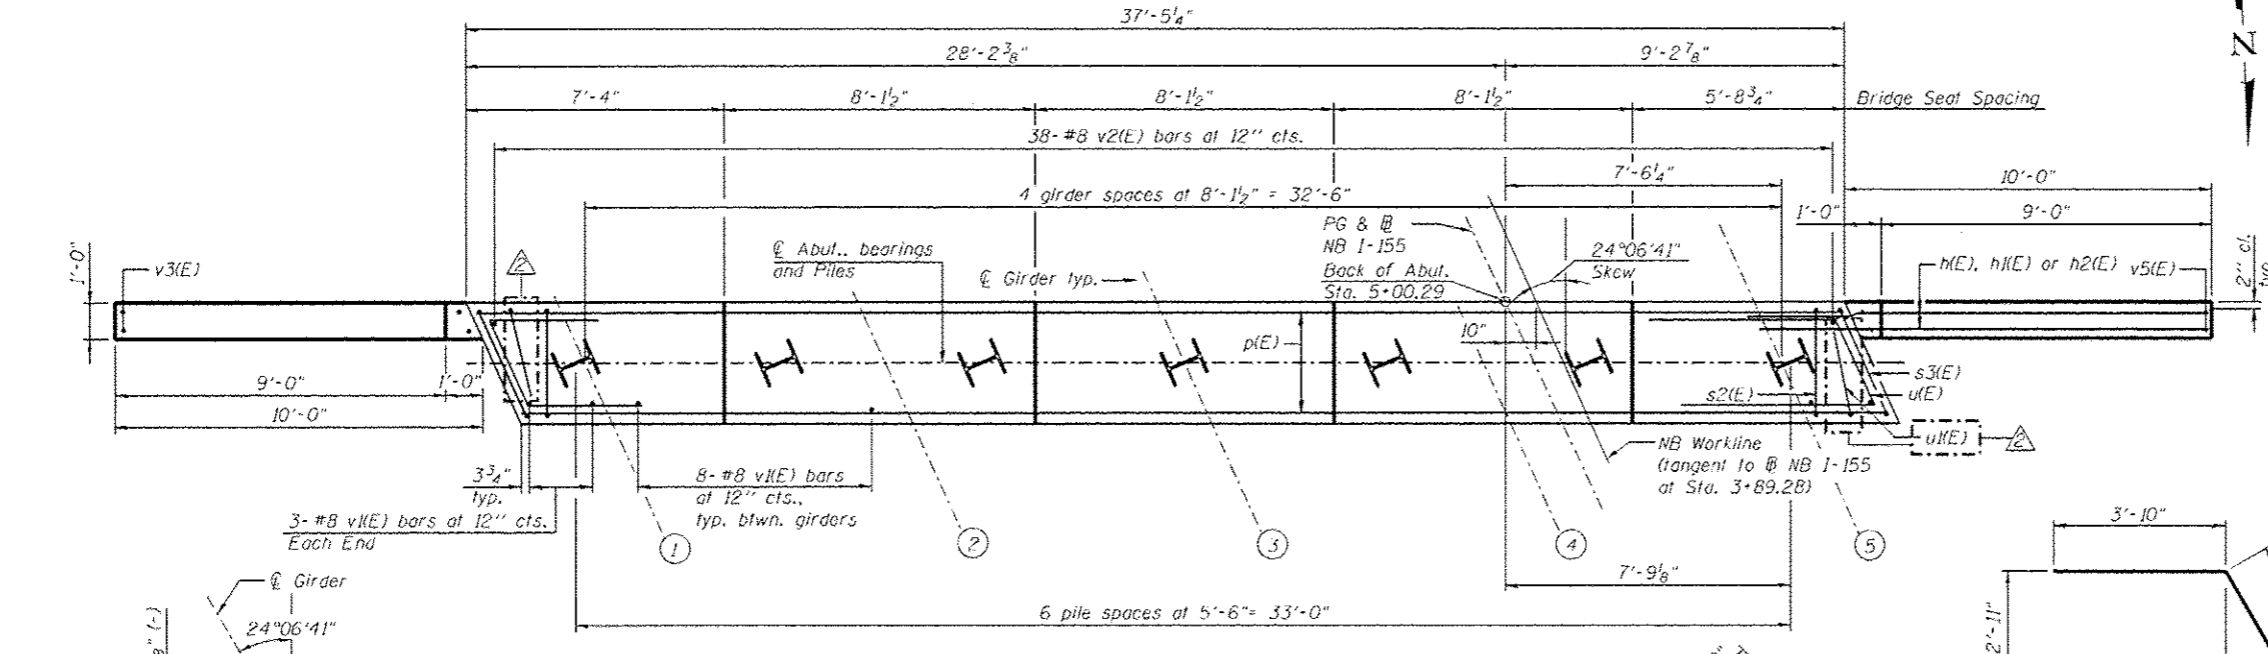 37'-5¼"
N
28'-2⅜"
9'-2⅞"
7'-4"
8'-1½"
8'-1½"
8'-1½"
5'-8¾"
Bridge Seat Spacing
38- #8 v2(E) bars at 12" cts.
7'-6¼"
10'-0"
4 girder spaces at 8'-1½" = 32'-6"
1'-0"
9'-0"
PG & ℄
NB I-155
Back of Abut.
Sta. 5+00.29
24°06'41"
Skew
℄ Abut., bearings
and Piles
℄ Girder typ.
1'-0"
v3(E)
2
h(E), h1(E) or h2(E)
v5(E)
2" cl.
typ.
10"
p(E)
9'-0"
1'-0"
10'-0"
s2(E)
s3(E)
u(E)
u1(E)
2
NB Workline
(tangent to ℄ NB I-155
at Sta. 3+89.28)
3¾"
typ.
8- #8 v1(E) bars
at 12" cts.,
typ. btwn. girders
3- #8 v1(E) bars at 12" cts.
Each End
1
2
3
4
5
3'-10"
7'-9⅛"
℄ Girder
24°06'41"
6 pile spaces at 5'-6"= 33'-0"
2'-11"
8" (-)